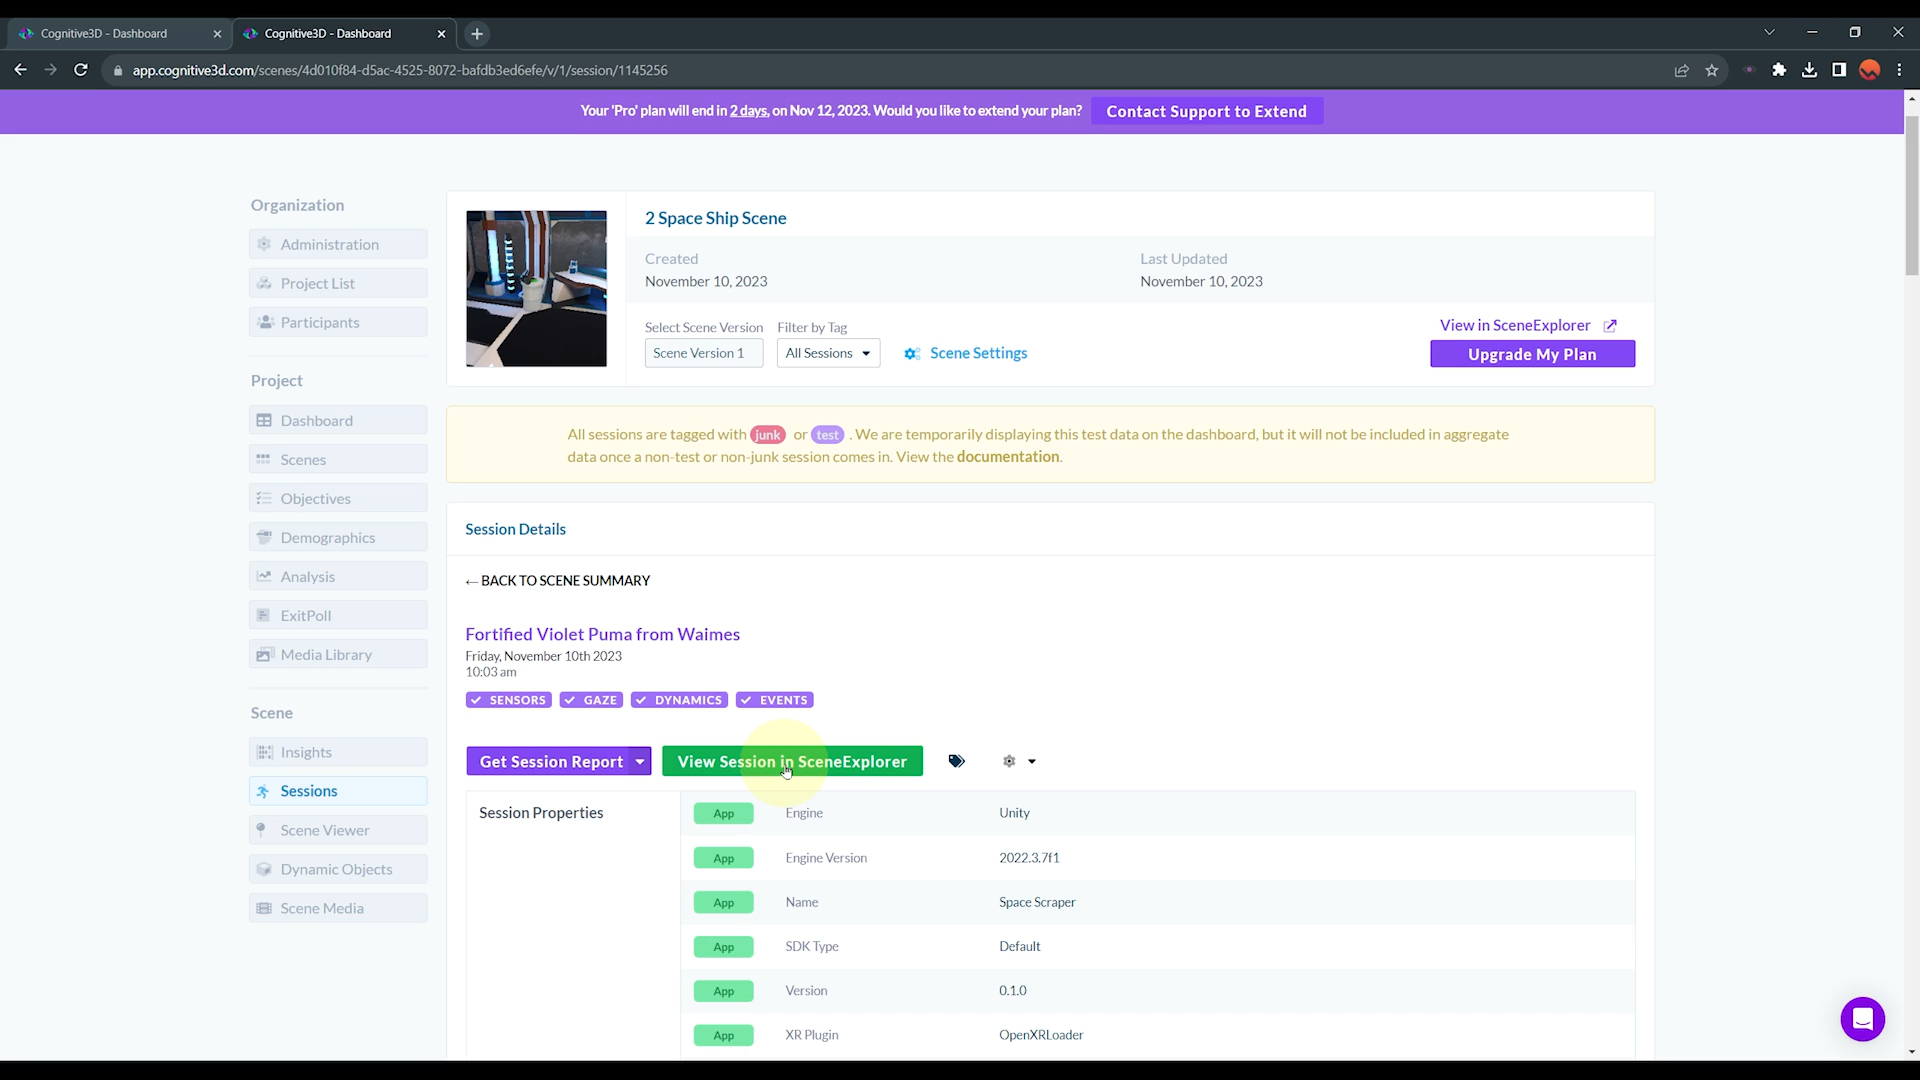 Cognitive3D - Dashboard
Cognitive3D - Dashboard
app.cognitive3d.com/scenes/4d010f84-d5ac-4525-8072-bafdb3ed6efe/v/1/session/1145256
Your 'Pro' plan will end in 2 days, on Nov 12, 2023. Would you like to extend your plan? Contact Support to Extend
Organization
Administration
Project List
Participants
Project
Dashboard
Scenes
Objectives
Demographics
Analysis
ExitPoll
Media Library
Scene
Insights
Sessions
Scene Viewer
Dynamic Objects
Scene Media
2 Space Ship Scene
Created
November 10, 2023
Last Updated
November 10, 2023
Select Scene Version
Scene Version 1
Filter by Tag
All Sessions
Scene Settings
View in SceneExplorer
Upgrade My Plan
All sessions are tagged with junk or test . We are temporarily displaying this test data on the dashboard, but it will not be included in aggregate
data once a non-test or non-junk session comes in. View the documentation.
Session Details
← BACK TO SCENE SUMMARY
Fortified Violet Puma from Waimes
Friday, November 10th 2023
10:03 am
SENSORS GAZE DYNAMICS EVENTS
Get Session Report View Session in SceneExplorer
Session Properties
App Engine Unity
App Engine Version 2022.3.7f1
App Name Space Scraper
App SDK Type Default
App Version 0.1.0
App XR Plugin OpenXRLoader